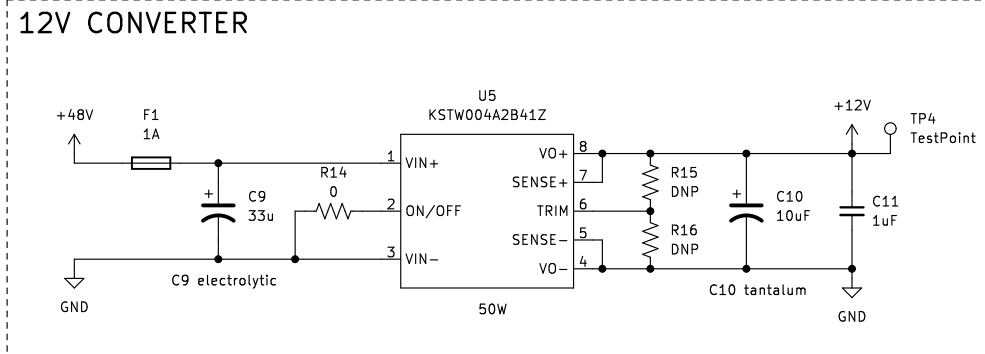 12V CONVERTER
+48V
F1
1A
U5
KSTW004A2B41Z
+12V
TP4
TestPoint
1
VIN+
VO+
8
R14
0
R15
DNP
SENSE+
7
+
C9
33u
2
ON/OFF
TRIM
6
+
C10
10uF
C11
1uF
R16
DNP
SENSE-
5
3
VIN-
VO-
4
GND
C9 electrolytic
C10 tantalum
50W
GND